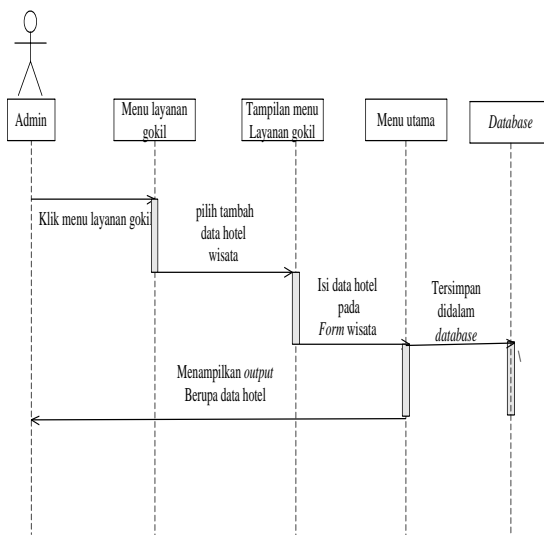 Admin
Menu layanan
gokil
Tampilan menu
Layanan gokil
Menu utama
Database
Klik menu layanan gokil
pilih tambah
data hotel
wisata
Isi data hotel
pada
Form wisata
Tersimpan
didalam
database
Menampilkan output
Berupa data hotel